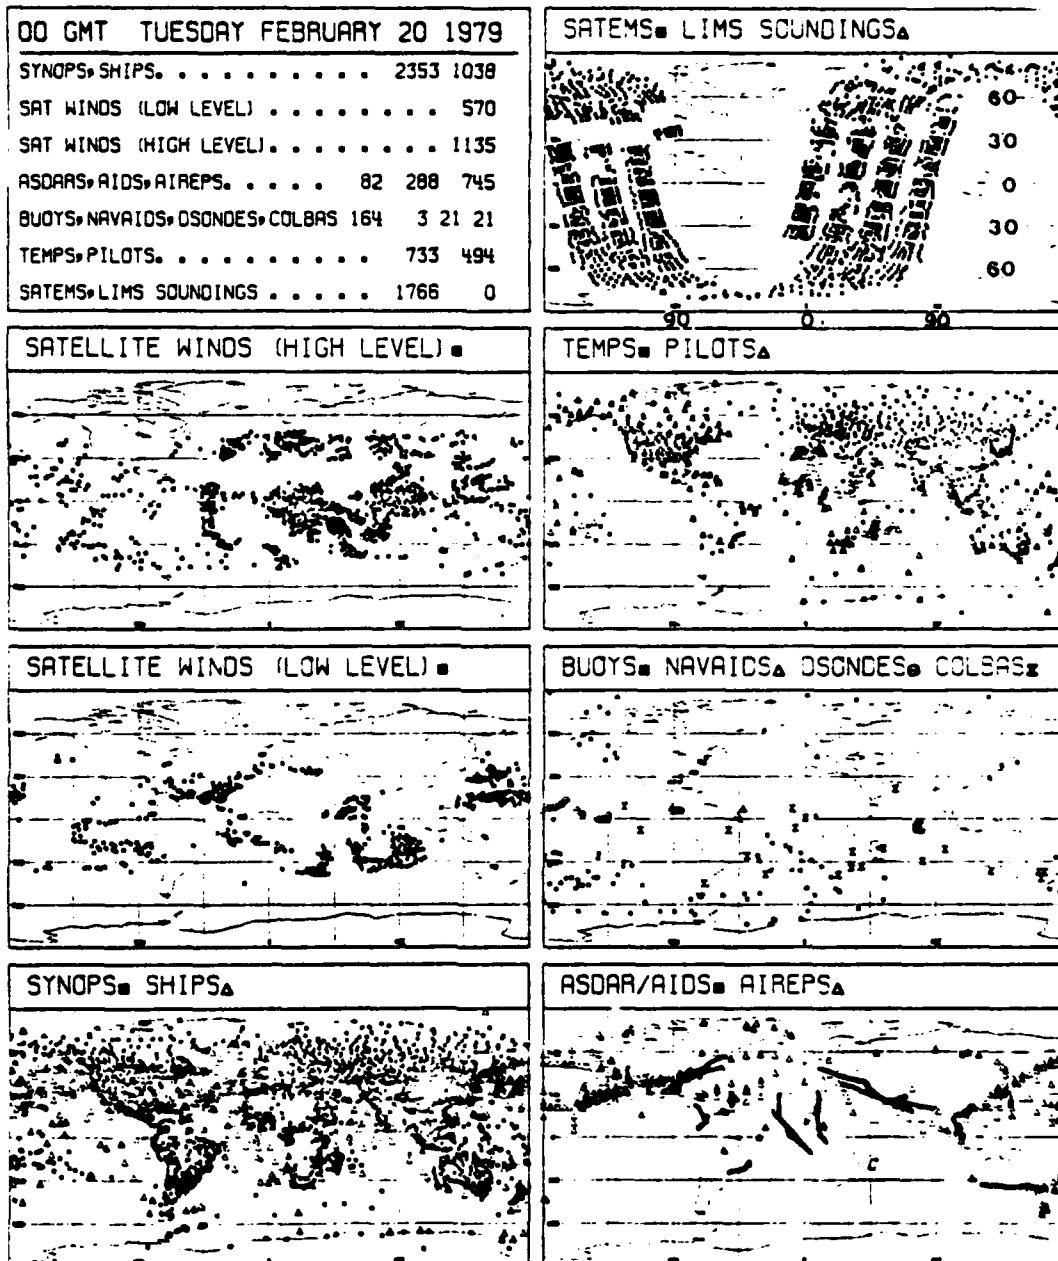 00 GMT TUESDAY FEBRUARY 20 1979
SYNOPS,SHIPS. . . . . . . . . . 2353 1038
SAT WINDS (LOW LEVEL) . . . . . . . . 570
SAT WINDS (HIGH LEVEL). . . . . . . . 1135
ASDARS,AIDS,AIREPS. . . . . . 82 288 745
BUOYS,NAVAIDS,DSONDES,COLBAS 164 3 21 21
TEMPS,PILOTS. . . . . . . . . . 733 494
SATEMS,LIMS SOUNDINGS . . . . . 1766 0
SATEMS■ LIMS SOUNDINGS▵
60
30
0
30
60
90 0 90
SATELLITE WINDS (HIGH LEVEL) ■
TEMPS■ PILOTS▵
SATELLITE WINDS (LOW LEVEL) ■
BUOYS■ NAVAIDS▵ DSONDES● COLBAS⧗
SYNOPS■ SHIPS▵
ASDAR/AIDS■ AIREPS▵